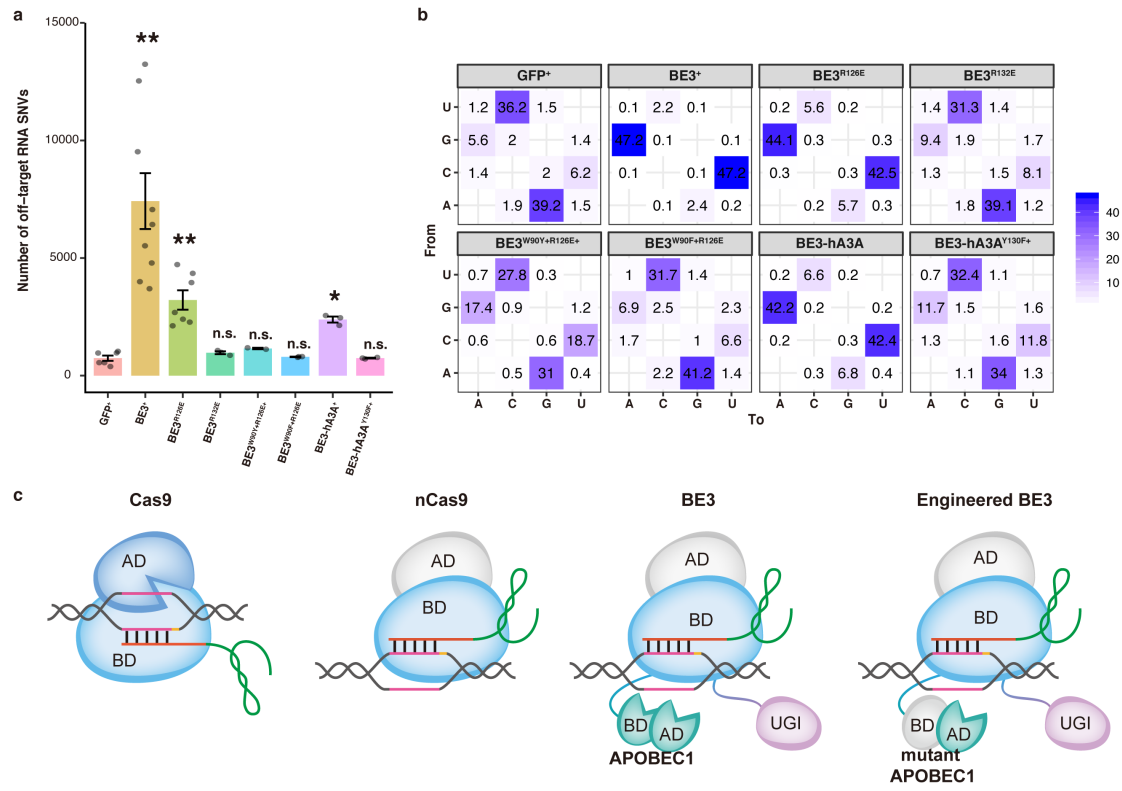 a
Number of off-target RNA SNVs
15000
10000
5000
0
**
**
n.s.
n.s.
n.s.
*
n.s.
GFP⁺
BE3⁺
BE3ᴿ¹²⁶ᴱ
BE3ᴿ¹³²ᴱ
BE3ᵂ⁹⁰ʸ⁺ᴿ¹²⁶ᴱ⁺
BE3ᵂ⁹⁰ᶠ⁺ᴿ¹²⁶ᴱ
BE3-hA3A⁺
BE3-hA3Aʸ¹³⁰ᶠ⁺
b
GFP⁺ BE3⁺ BE3ᴿ¹²⁶ᴱ BE3ᴿ¹³²ᴱ
U 1.2 36.2 1.5 0.1 2.2 0.1 0.2 5.6 0.2 1.4 31.3 1.4
G 5.6 2 1.4 47.2 0.1 0.1 44.1 0.3 0.3 9.4 1.9 1.7
C 1.4 2 6.2 0.1 0.1 47.2 0.3 0.3 42.5 1.3 1.5 8.1
A 1.9 39.2 1.5 0.1 2.4 0.2 0.2 5.7 0.3 1.8 39.1 1.2
From
BE3ᵂ⁹⁰ʸ⁺ᴿ¹²⁶ᴱ⁺ BE3ᵂ⁹⁰ᶠ⁺ᴿ¹²⁶ᴱ BE3-hA3A BE3-hA3Aʸ¹³⁰ᶠ⁺
U 0.7 27.8 0.3 1 31.7 1.4 0.2 6.6 0.2 0.7 32.4 1.1
G 17.4 0.9 1.2 6.9 2.5 2.3 42.2 0.2 0.2 11.7 1.5 1.6
C 0.6 0.6 18.7 1.7 1 6.6 0.2 0.3 42.4 1.3 1.6 11.8
A 0.5 31 0.4 2.2 41.2 1.4 0.3 6.8 0.4 1.1 34 1.3
A C G U A C G U A C G U A C G U
To
40
30
20
10
c
Cas9 nCas9 BE3 Engineered BE3
AD AD AD AD
BD BD BD BD
BD AD UGI BD AD UGI
APOBEC1
mutant
APOBEC1